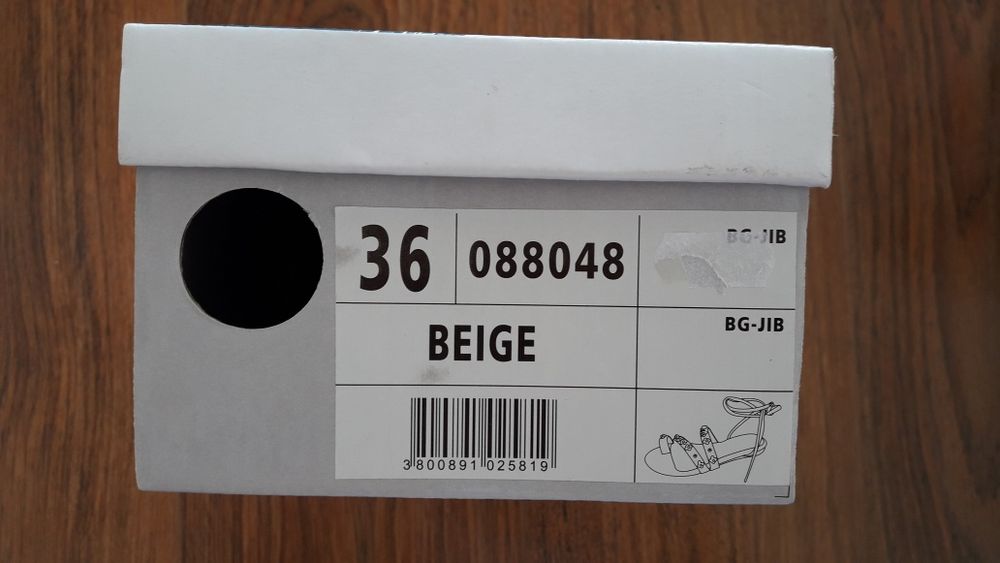 36 088048 BG-JIB
BEIGE BG-JIB
3 800891 025819